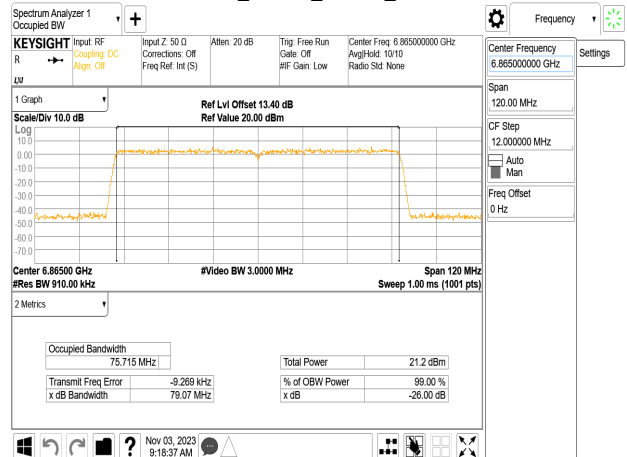 Spectrum Analyzer 1
Occupied BW
Frequency
KEYSIGHT
R
Input: RF
Coupling: DC
Align: Off
Input Z: 50 Ω
Corrections: Off
Freq Ref: Int (S)
Atten: 20 dB
Trig: Free Run
Gate: Off
#IF Gain: Low
Center Freq: 6.865000000 GHz
Avg|Hold: 10/10
Radio Std: None
Center Frequency
6.865000000 GHz
Settings
Span
120.00 MHz
CF Step
12.000000 MHz
Auto
Man
Freq Offset
0 Hz
1 Graph
Scale/Div 10.0 dB
Ref Lvl Offset 13.40 dB
Ref Value 20.00 dBm
Log
10.0
0.00
-10.0
-20.0
-30.0
-40.0
-50.0
-60.0
-70.0
Center 6.86500 GHz
#Video BW 3.0000 MHz
Span 120 MHz
#Res BW 910.00 kHz
Sweep 1.00 ms (1001 pts)
2 Metrics
Occupied Bandwidth
75.715 MHz
Total Power
21.2 dBm
Transmit Freq Error
-9.269 kHz
% of OBW Power
99.00 %
x dB Bandwidth
79.07 MHz
x dB
-26.00 dB
?
Nov 03, 2023
9:18:37 AM